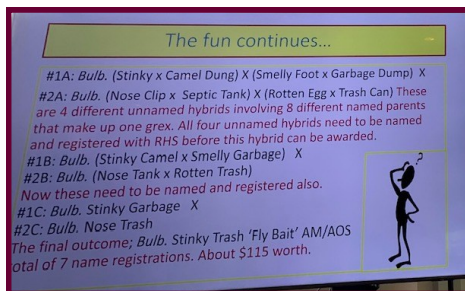 The fun continues...
#1A: Bulb. (Stinky x Camel Dung) X (Smelly Foot x Garbage Dump) X
#2A: Bulb. (Nose Clip x Septic Tank) X (Rotten Egg x Trash Can) These
are 4 different unnamed hybrids involving 8 different named parents
that make up one grex. All four unnamed hybrids need to be named
and registered with RHS before this hybrid can be awarded.
#1B: Bulb. (Stinky Camel x Smelly Garbage) X
#2B: Bulb. (Nose Tank x Rotten Trash)
Now these need to be named and registered also.
#1C: Bulb. Stinky Garbage X
#2C: Bulb. Nose Trash
The final outcome; Bulb. Stinky Trash ‘Fly Bait’ AM/AOS
otal of 7 name registrations. About $115 worth.
?